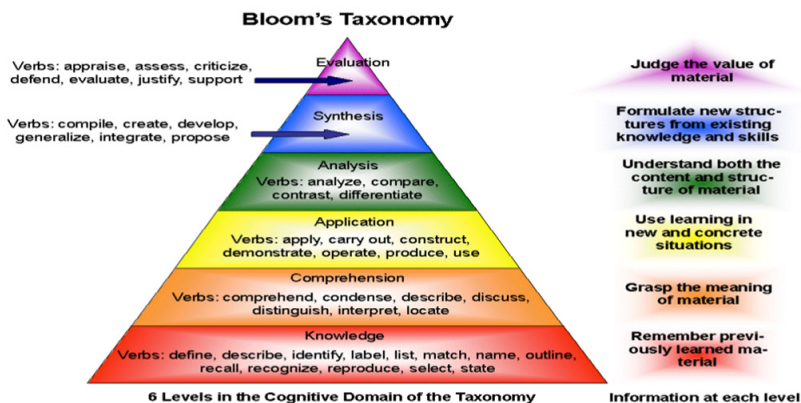 Bloom's Taxonomy
Evaluation
Verbs: appraise, assess, criticize,
defend, evaluate, justify, support
Judge the value of
material
Synthesis
Verbs: compile, create, develop,
generalize, integrate, propose
Formulate new struc-
tures from existing
knowledge and skills
Analysis
Verbs: analyze, compare,
contrast, differentiate
Understand both the
content and struc-
ture of material
Application
Verbs: apply, carry out, construct,
demonstrate, operate, produce, use
Use learning in
new and concrete
situations
Comprehension
Verbs: comprehend, condense, describe, discuss,
distinguish, interpret, locate
Grasp the meaning
of material
Knowledge
Verbs: define, describe, identify, label, list, match, name, outline,
recall, recognize, reproduce, select, state
Remember previ-
ously learned ma-
terial
6 Levels in the Cognitive Domain of the Taxonomy
Information at each level